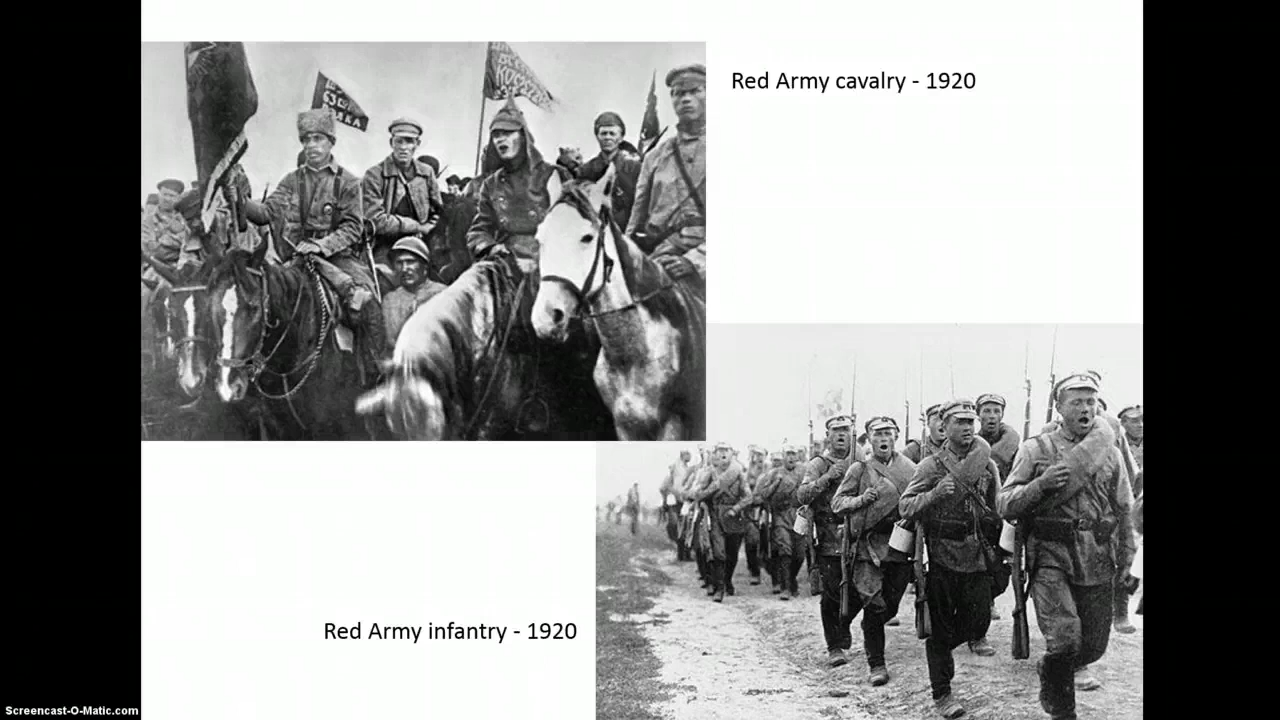 Red Army cavalry - 1920
Red Army infantry - 1920
Screencast-O-Matic.com